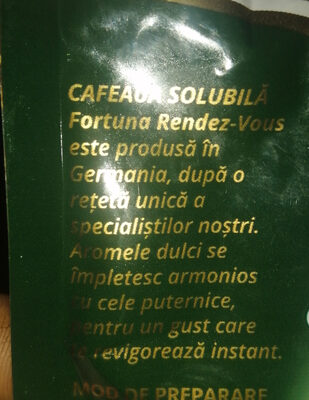 CAFEAUA SOLUBILĂ
Fortuna Rendez-Vous
este produsă în
Germania, după o
rețetă unică a
specialiștilor noștri.
Aromele dulci se
împletesc armonios
cu cele puternice,
pentru un gust care
te revigorează instant.
MOD DE PREPARARE